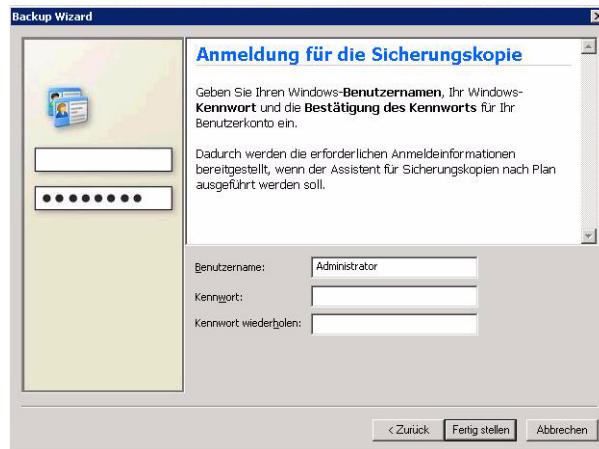 Backup Wizard
Anmeldung für die Sicherungskopie
Geben Sie Ihren Windows-Benutzernamen, Ihr Windows-
Kennwort und die Bestätigung des Kennworts für Ihr
Benutzerkonto ein.
Dadurch werden die erforderlichen Anmeldeinformationen
bereitgestellt, wenn der Assistent für Sicherungskopien nach Plan
ausgeführt werden soll.
Benutzername: Administrator
Kennwort:
Kennwort wiederholen:
< Zurück Fertig stellen Abbrechen